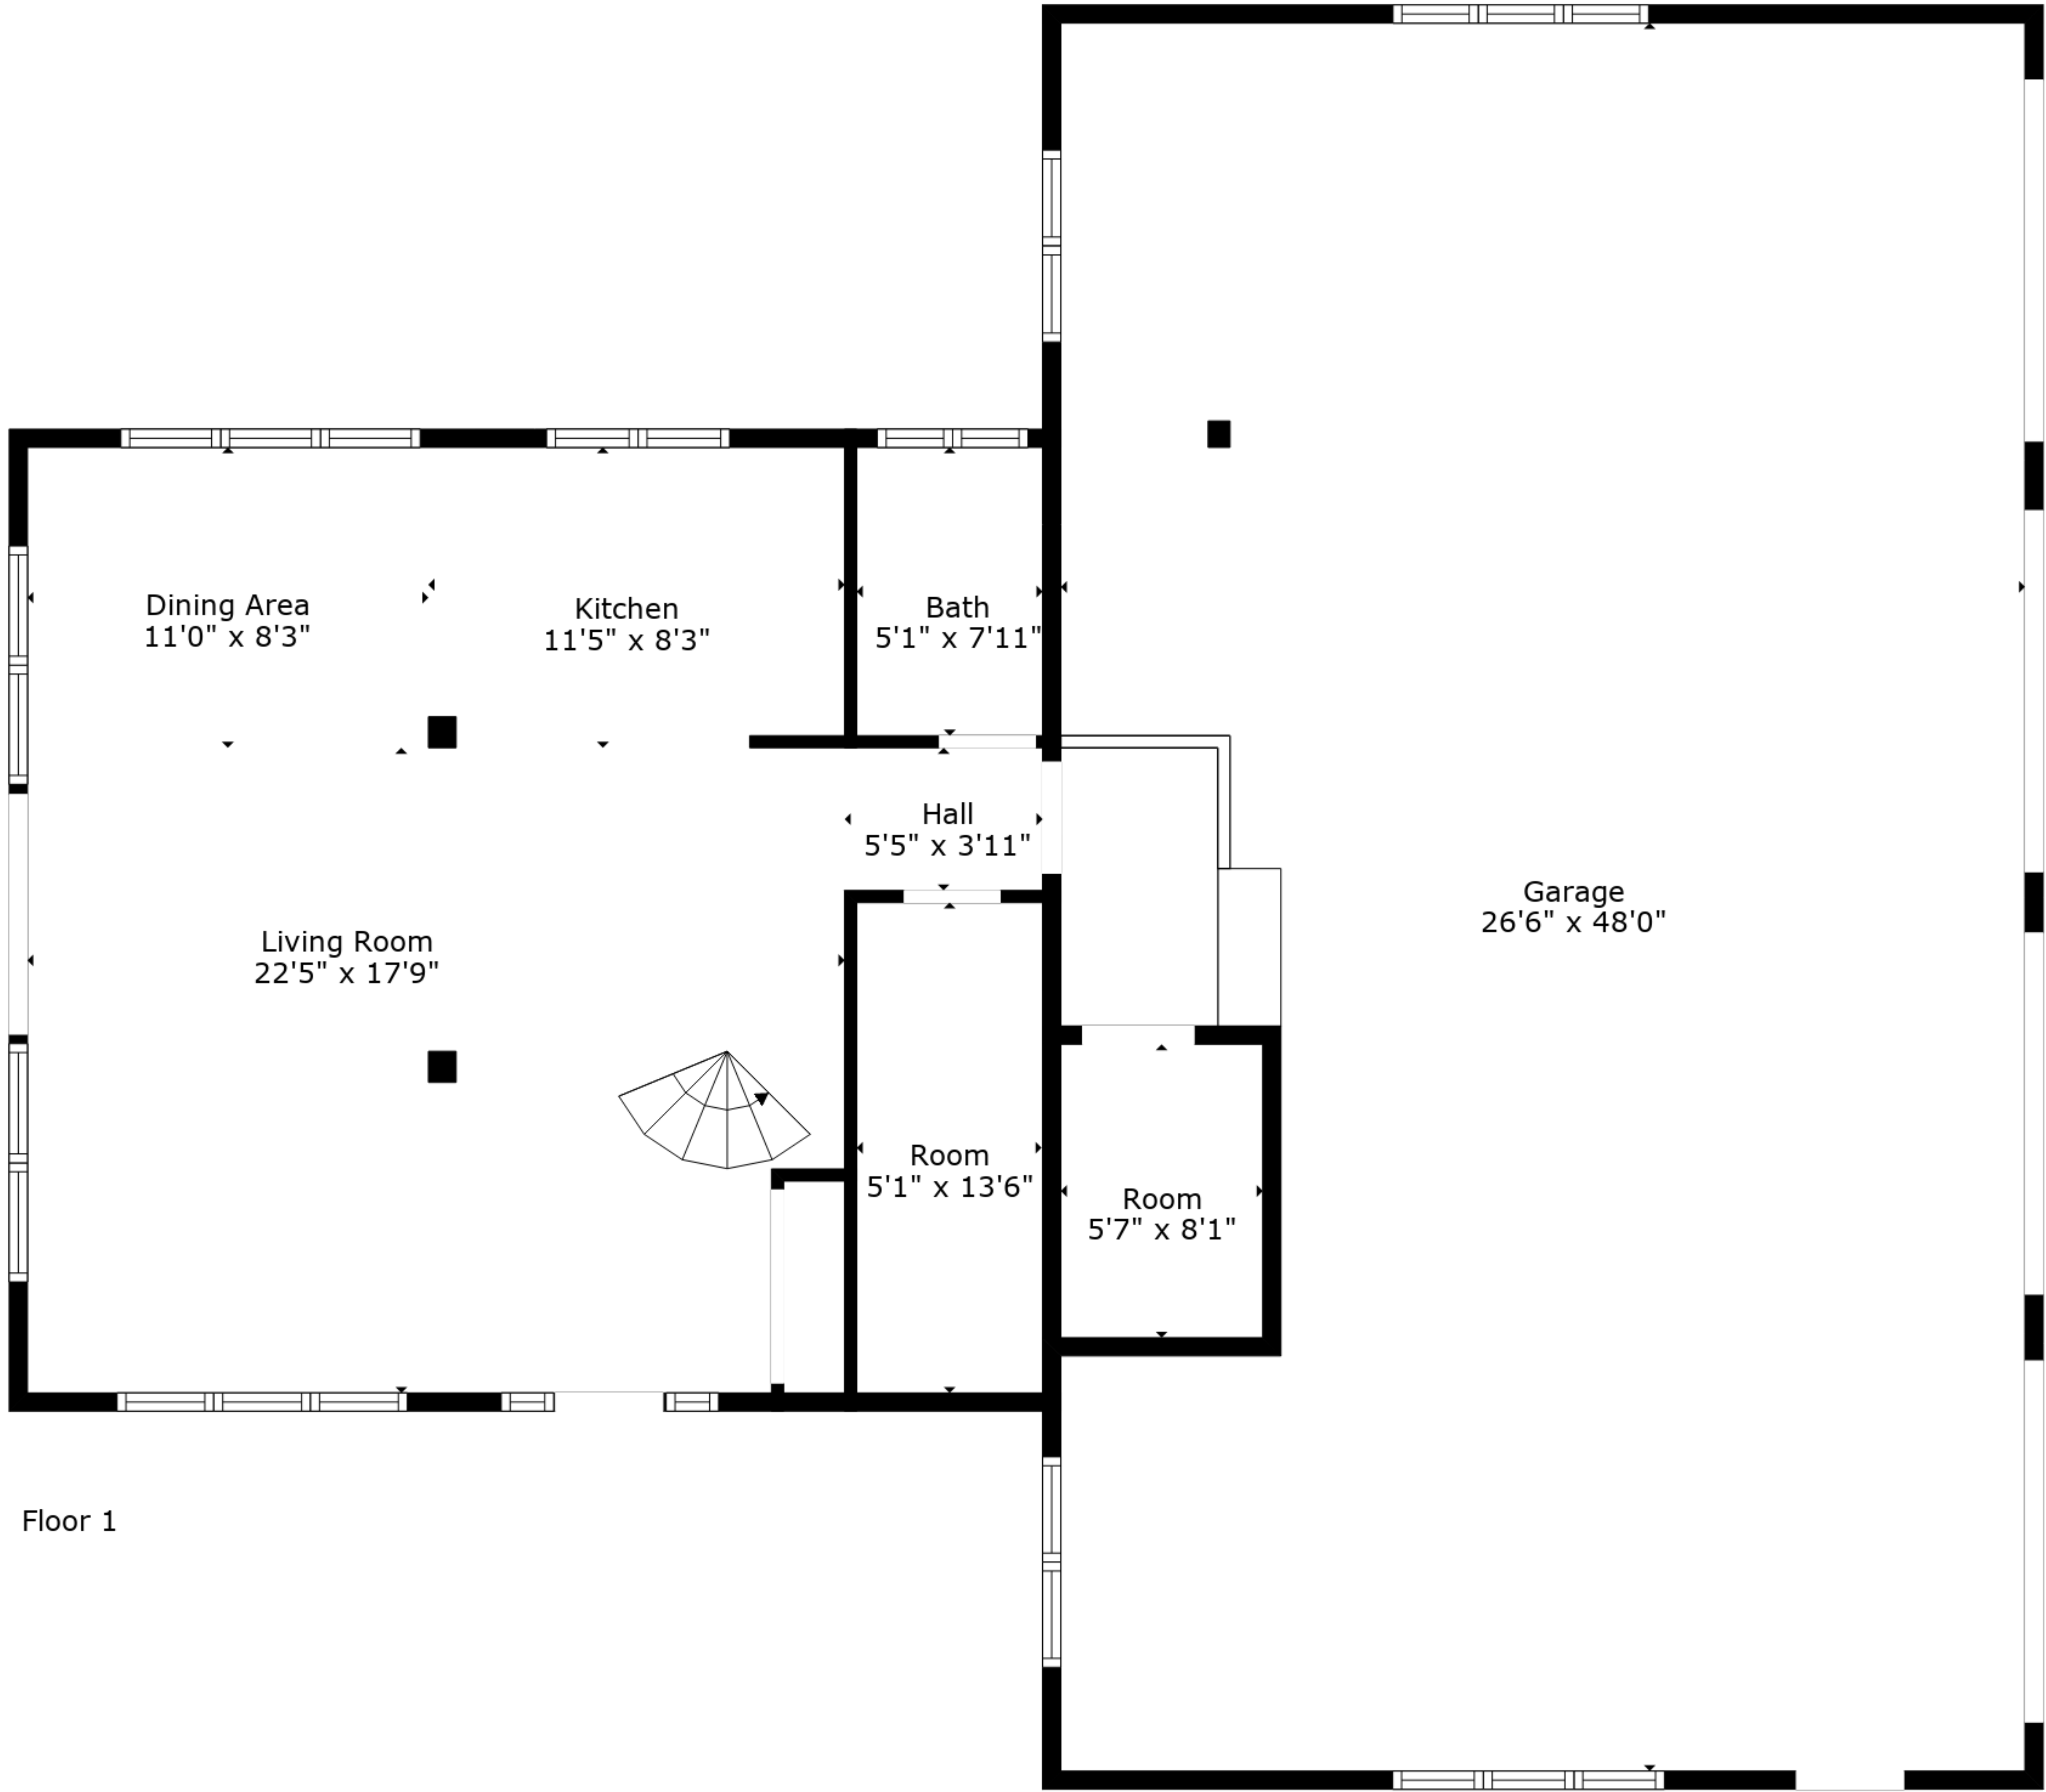 Dining Area
11'0" x 8'3"
Kitchen
11'5" x 8'3"
Bath
5'1" x 7'11"
Hall
5'5" x 3'11"
Garage
26'6" x 48'0"
Living Room
22'5" x 17'9"
Room
5'1" x 13'6"
Room
5'7" x 8'1"
Floor 1